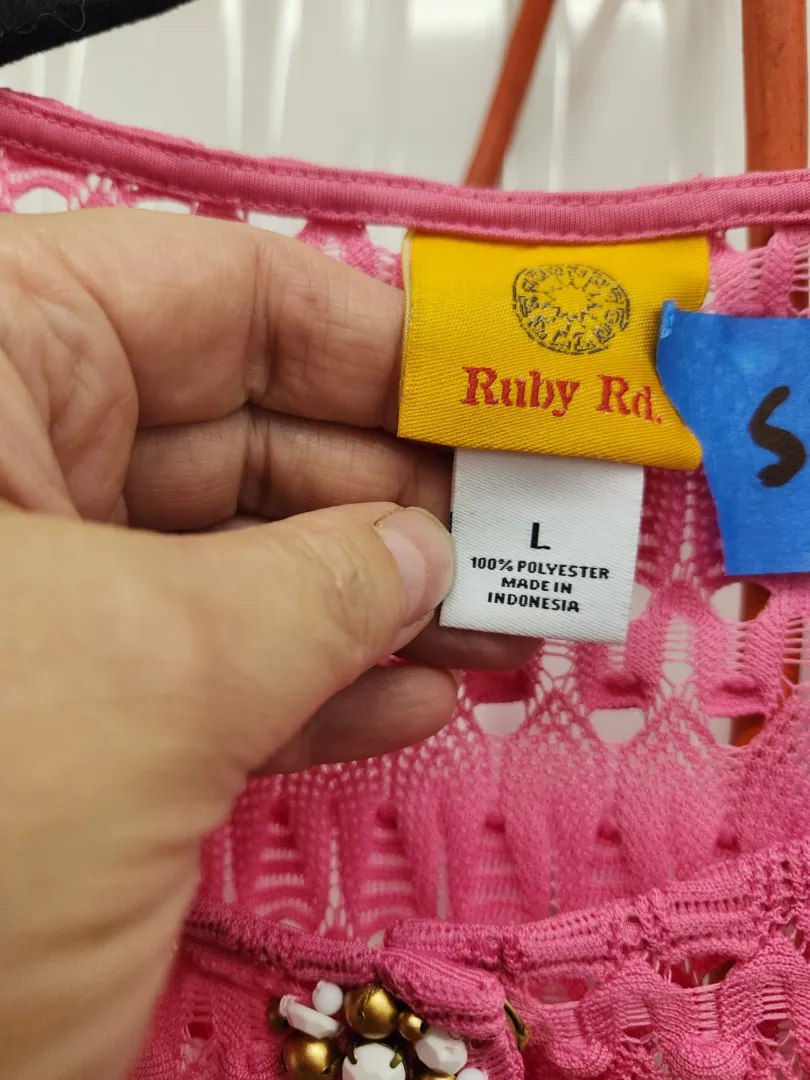 Ruby Rd.
S
L
100% POLYESTER
MADE IN
INDONESIA